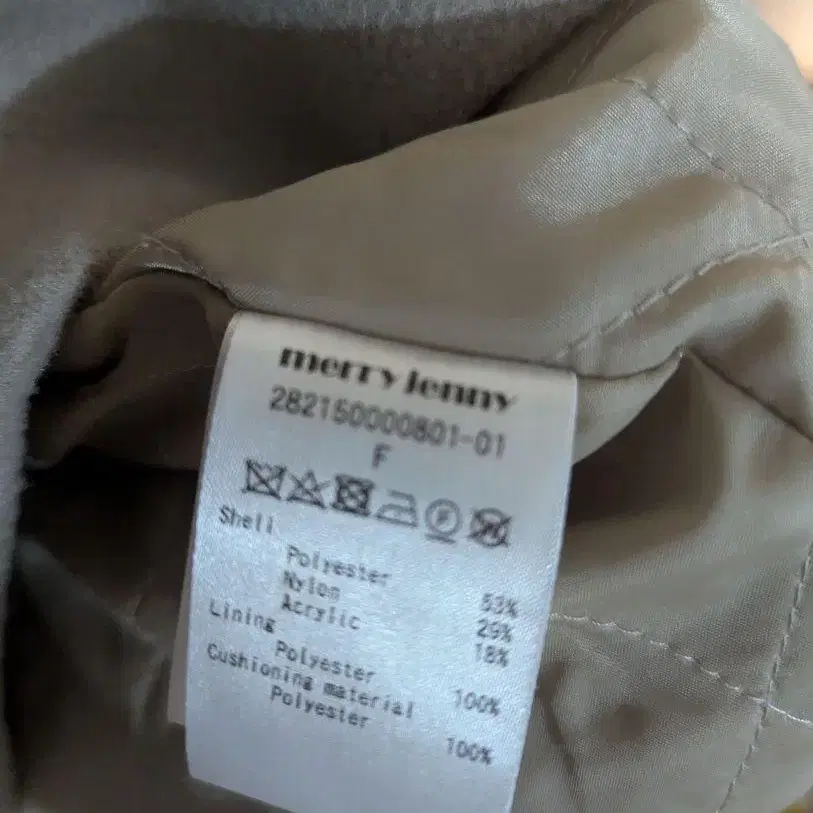 merry jenny
282150000801-01
F
Shell
Polyester 53%
Nylon 29%
Acrylic 18%
Lining
Polyester 100%
Cushioning material
Polyester 100%